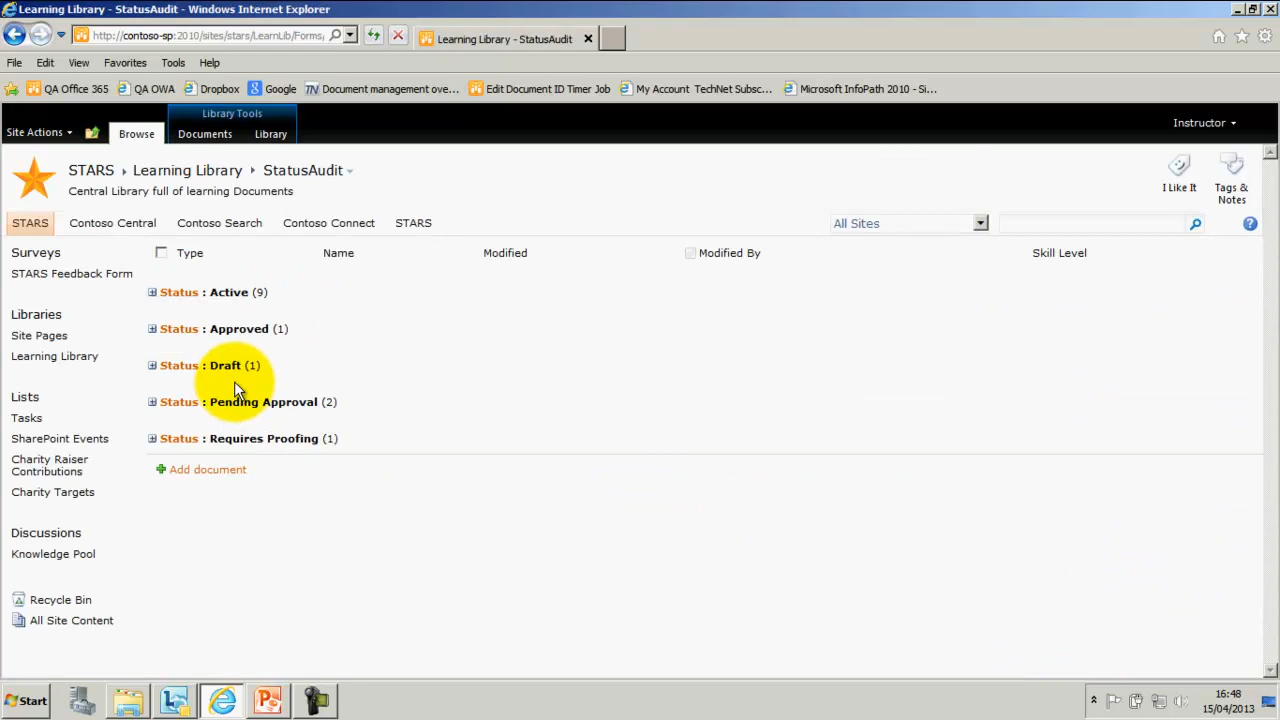 Learning Library - StatusAudit - Windows Internet Explorer
http://contoso-sp:2010/sites/stars/LearnLib/Forms,
Learning Library - StatusAudit
File Edit View Favorites Tools Help
QA Office 365 QA OWA Dropbox Google Document management ove... Edit Document ID Timer Job My Account TechNet Subsc... Microsoft InfoPath 2010 - Si...
Library Tools
Site Actions Browse Documents Library Instructor
STARS Learning Library StatusAudit
Central Library full of learning Documents
I Like It Tags & Notes
STARS Contoso Central Contoso Search Contoso Connect STARS All Sites
Surveys
STARS Feedback Form
Libraries
Site Pages
Learning Library
Lists
Tasks
SharePoint Events
Charity Raiser
Contributions
Charity Targets
Discussions
Knowledge Pool
Recycle Bin
All Site Content
Type Name Modified Modified By Skill Level
Status : Active (9)
Status : Approved (1)
Status : Draft (1)
Status : Pending Approval (2)
Status : Requires Proofing (1)
Add document
Start
16:48
15/04/2013